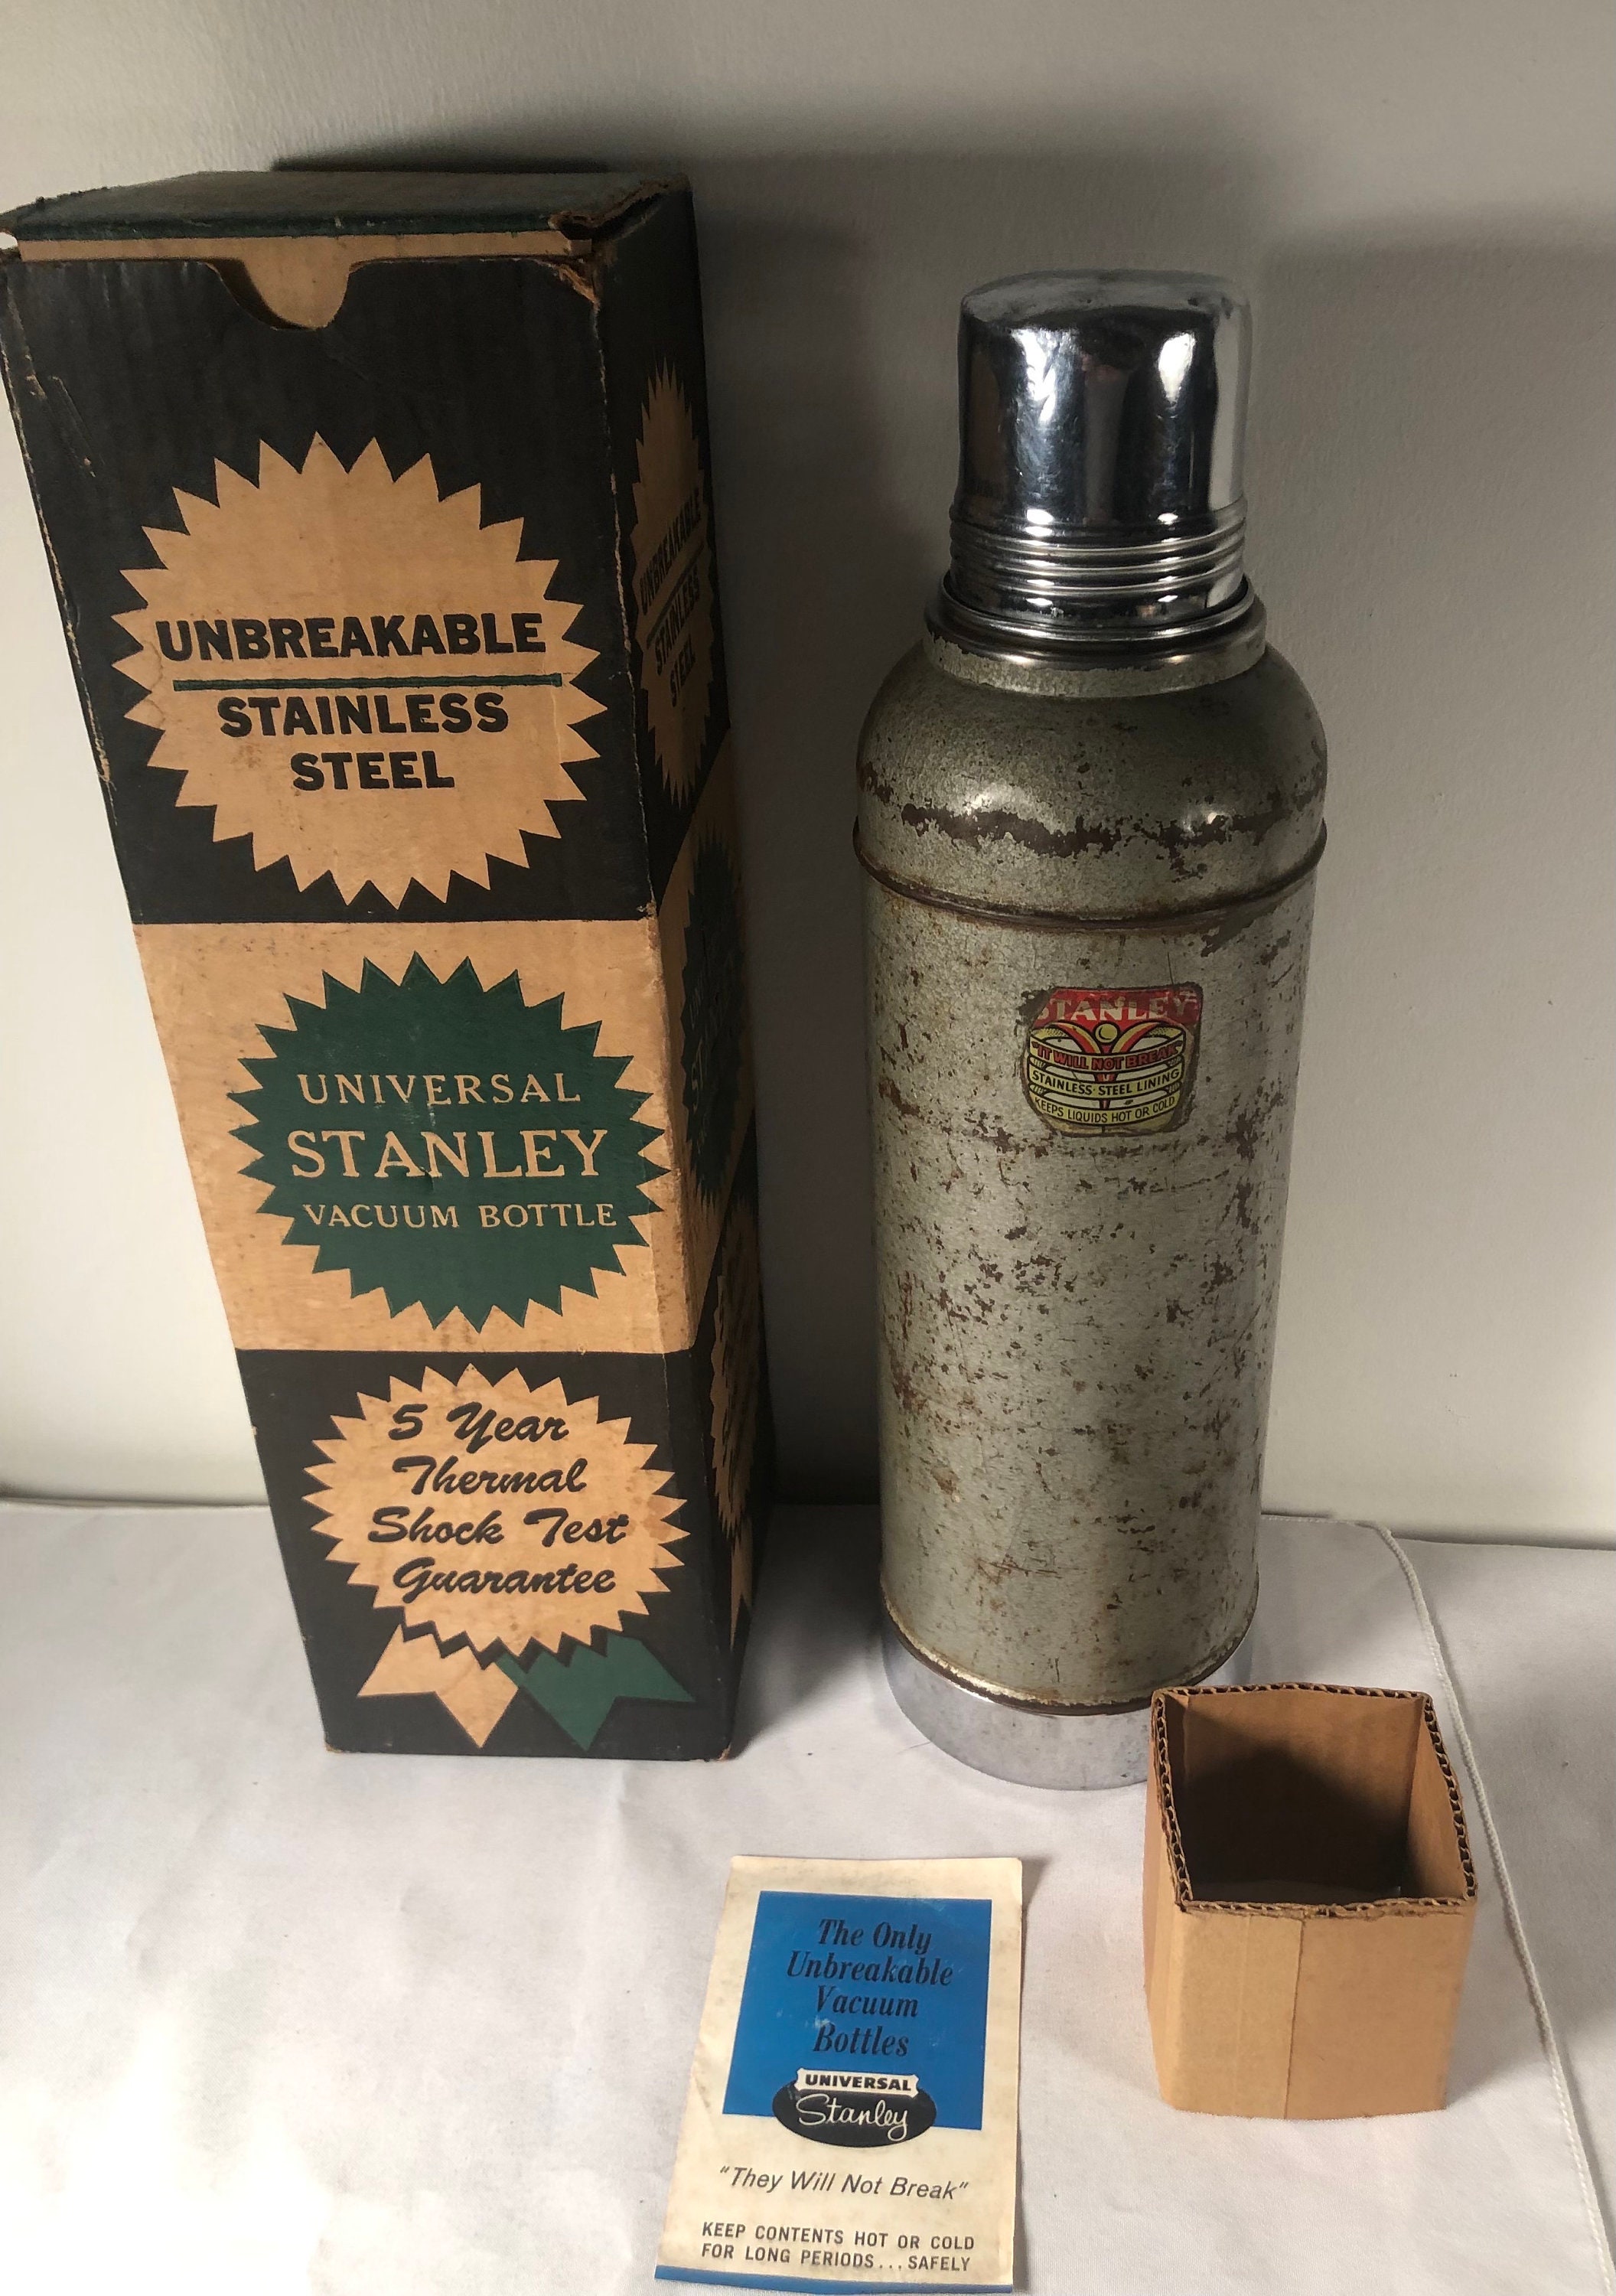 UNBREAKABLE
STAINLESS
STEEL
UNIVERSAL
STANLEY
VACUUM BOTTLE
5 Year
Thermal
Shock Test
Guarantee
UNBREAKABLE
STAINLESS
STEEL
STANLEY
"IT WILL NOT BREAK"
STAINLESS-STEEL LINING
KEEPS LIQUIDS HOT OR COLD
The Only
Unbreakable
Vacuum
Bottles
UNIVERSAL
Stanley
"They Will Not Break"
KEEP CONTENTS HOT OR COLD
FOR LONG PERIODS...SAFELY